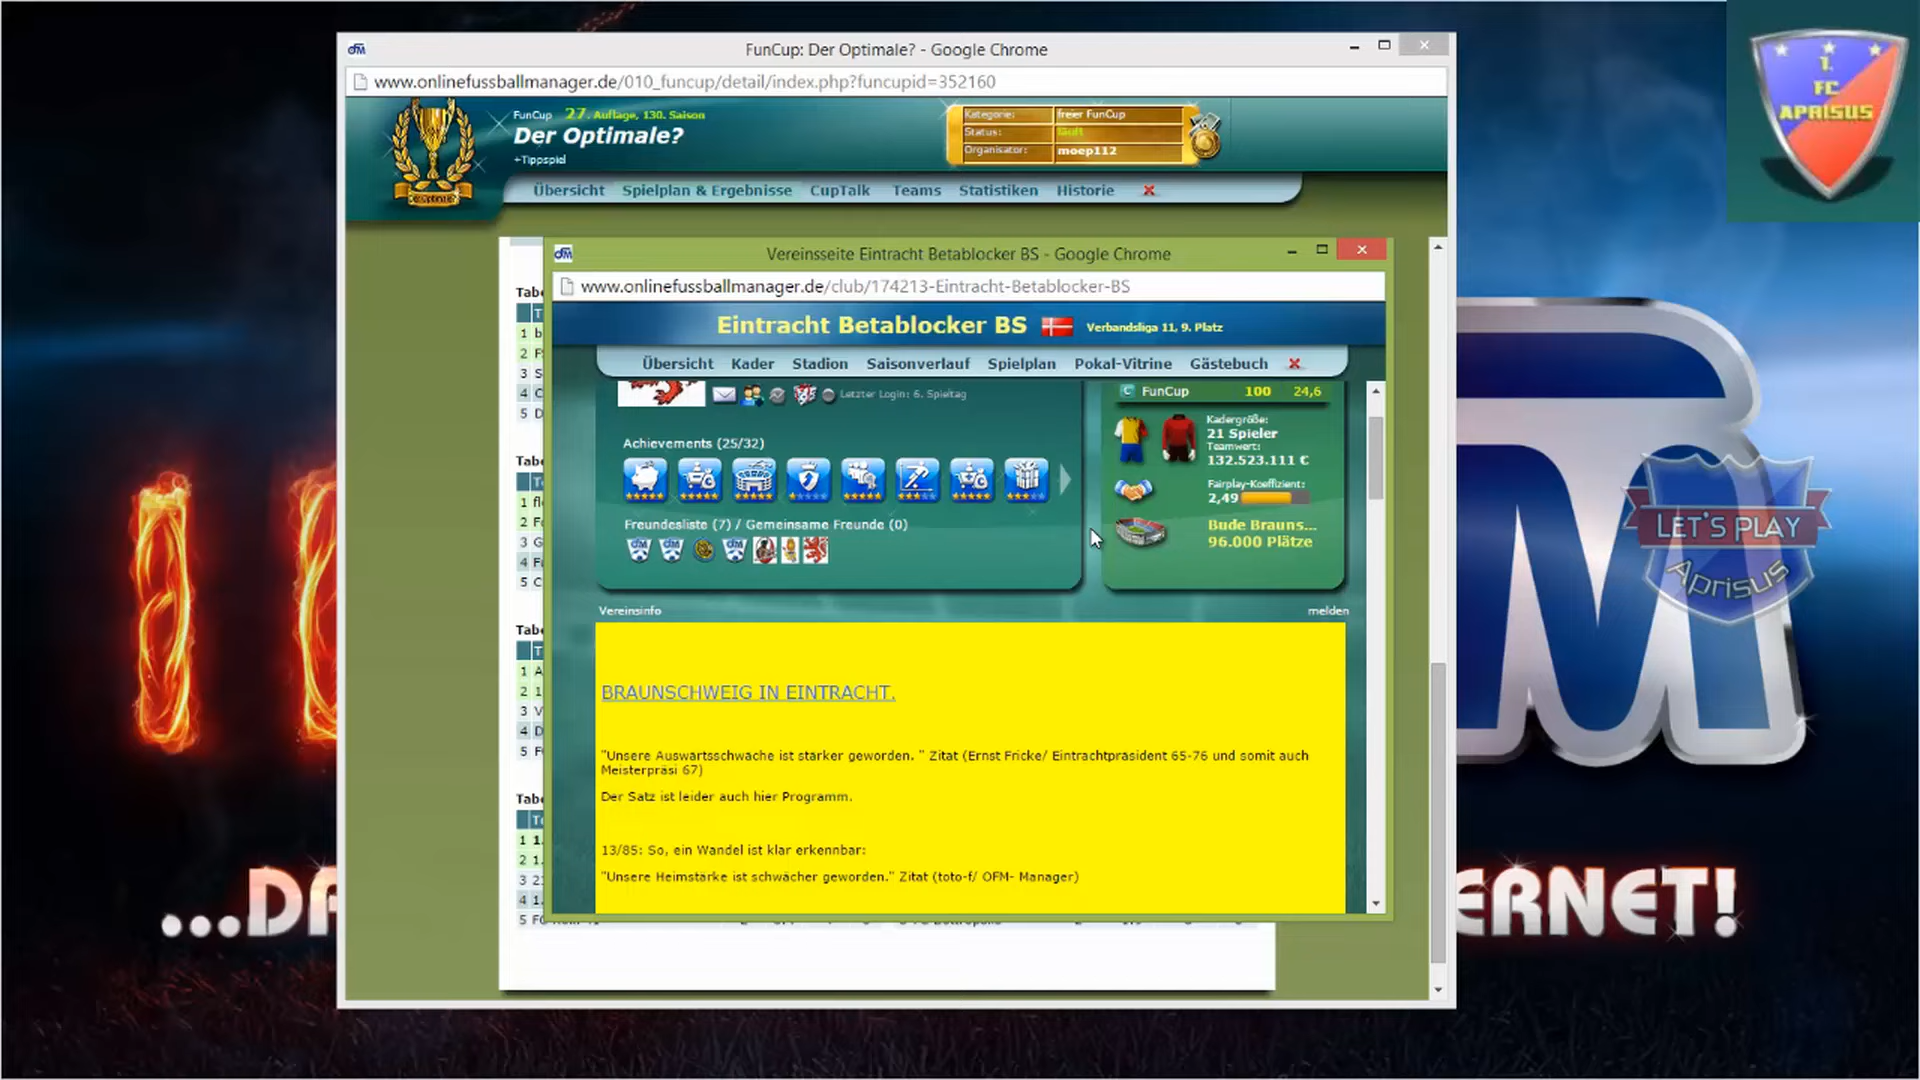 FunCup: Der Optimale? - Google Chrome
www.onlinefussballmanager.de/010_funcup/detail/index.php?funcupid=352160
FunCup 27. Auflage, 130. Saison
Der Optimale?
+Tippspiel
Kategorie: freier FunCup
Status: läuft
Organisator: moep112
Übersicht Spielplan & Ergebnisse CupTalk Teams Statistiken Historie
1.
FC
APRISUS
Vereinsseite Eintracht Betablocker BS - Google Chrome
www.onlinefussballmanager.de/club/174213-Eintracht-Betablocker-BS
Eintracht Betablocker BS Verbandsliga 11, 9. Platz
Übersicht Kader Stadion Saisonverlauf Spielplan Pokal-Vitrine Gästebuch
Letzter Login: 6. Spieltag
Achievements (25/32)
Freundesliste (7) / Gemeinsame Freunde (0)
FunCup 100 24,6
Kadergröße:
21 Spieler
Teamwert:
132.523.111 €
Fairplay-Koeffizient:
2,49
Bude Brauns...
96.000 Plätze
Vereinsinfo melden
BRAUNSCHWEIG IN EINTRACHT.
"Unsere Auswärtsschwäche ist stärker geworden. " Zitat (Ernst Fricke/ Eintrachtpräsident 65-76 und somit auch
Meisterpräsi 67)
Der Satz ist leider auch hier Programm.
13/85: So, ein Wandel ist klar erkennbar:
"Unsere Heimstärke ist schwächer geworden." Zitat (toto-f/ OFM- Manager)
LET'S PLAY
Aprisus
...DA
ERNET!